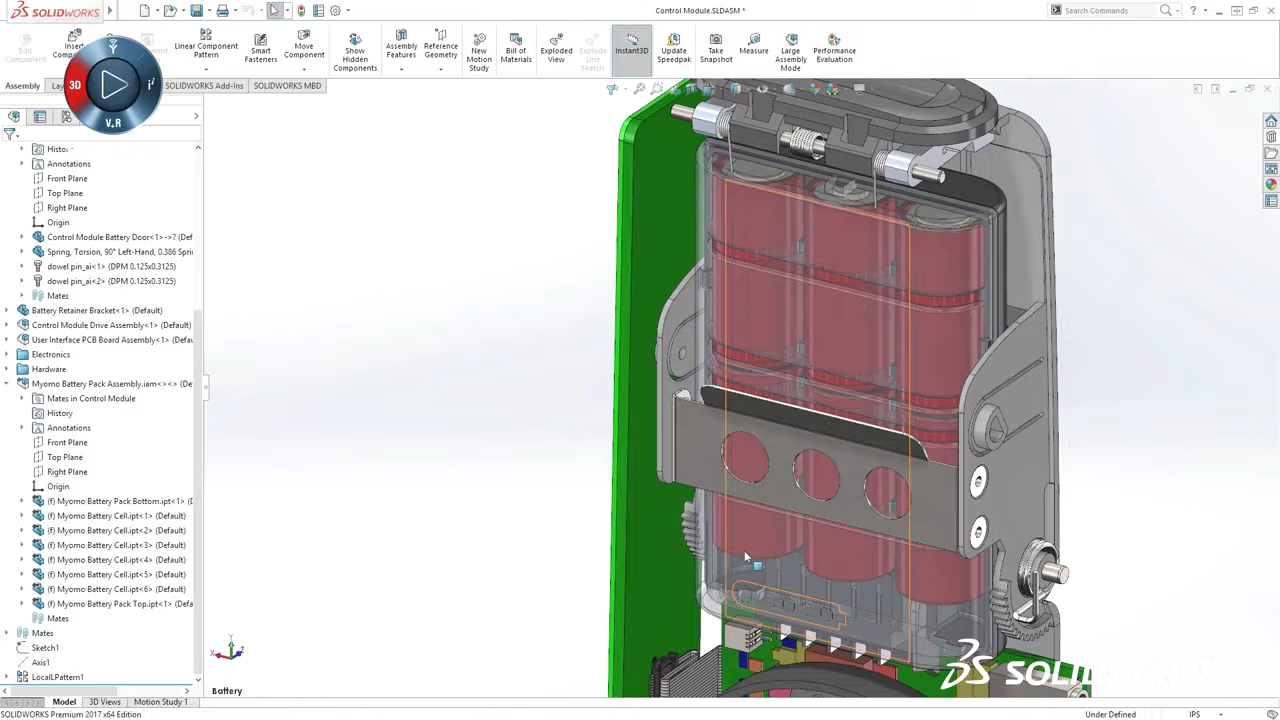 SOLIDWORKS
Control Module.SLDASM *
Search Commands
Edit Component
Insert
Linear Component Pattern
Smart Fasteners
Move Component
Show Hidden Components
Assembly Features
Reference Geometry
New Motion Study
Bill of Materials
Exploded View
Explode Line Sketch
Instant3D
Update Speedpak
Take Snapshot
Measure
Large Assembly Mode
Performance Evaluation
Assembly
SOLIDWORKS Add-Ins
SOLIDWORKS MBD
3D
V.R
Annotations
Front Plane
Top Plane
Right Plane
Origin
Control Module Battery Door<1>->? (Def
Spring, Torsion, 90° Left-Hand, 0.386 Sprin
dowel pin_ai<1> (DPM 0.125x0.3125)
dowel pin_ai<2> (DPM 0.125x0.3125)
Mates
Battery Retainer Bracket<1> (Default)
Control Module Drive Assembly<1> (Default)
User Interface PCB Board Assembly<1> (Defau
Electronics
Hardware
Myomo Battery Pack Assembly.iam<><> (De
Mates in Control Module
History
Annotations
Front Plane
Top Plane
Right Plane
Origin
(f) Myomo Battery Pack Bottom.ipt<1> (Default)
(f) Myomo Battery Cell.ipt<1> (Default)
(f) Myomo Battery Cell.ipt<2> (Default)
(f) Myomo Battery Cell.ipt<3> (Default)
(f) Myomo Battery Cell.ipt<4> (Default)
(f) Myomo Battery Cell.ipt<5> (Default)
(f) Myomo Battery Cell.ipt<6> (Default)
(f) Myomo Battery Pack Top.ipt<1> (Defa
Mates
Mates
Sketch1
Axis1
LocalLPattern1
Battery
SOLIDWORKS
Model
3D Views
Motion Study 1
SOLIDWORKS Premium 2017 x64 Edition
Under Defined
IPS